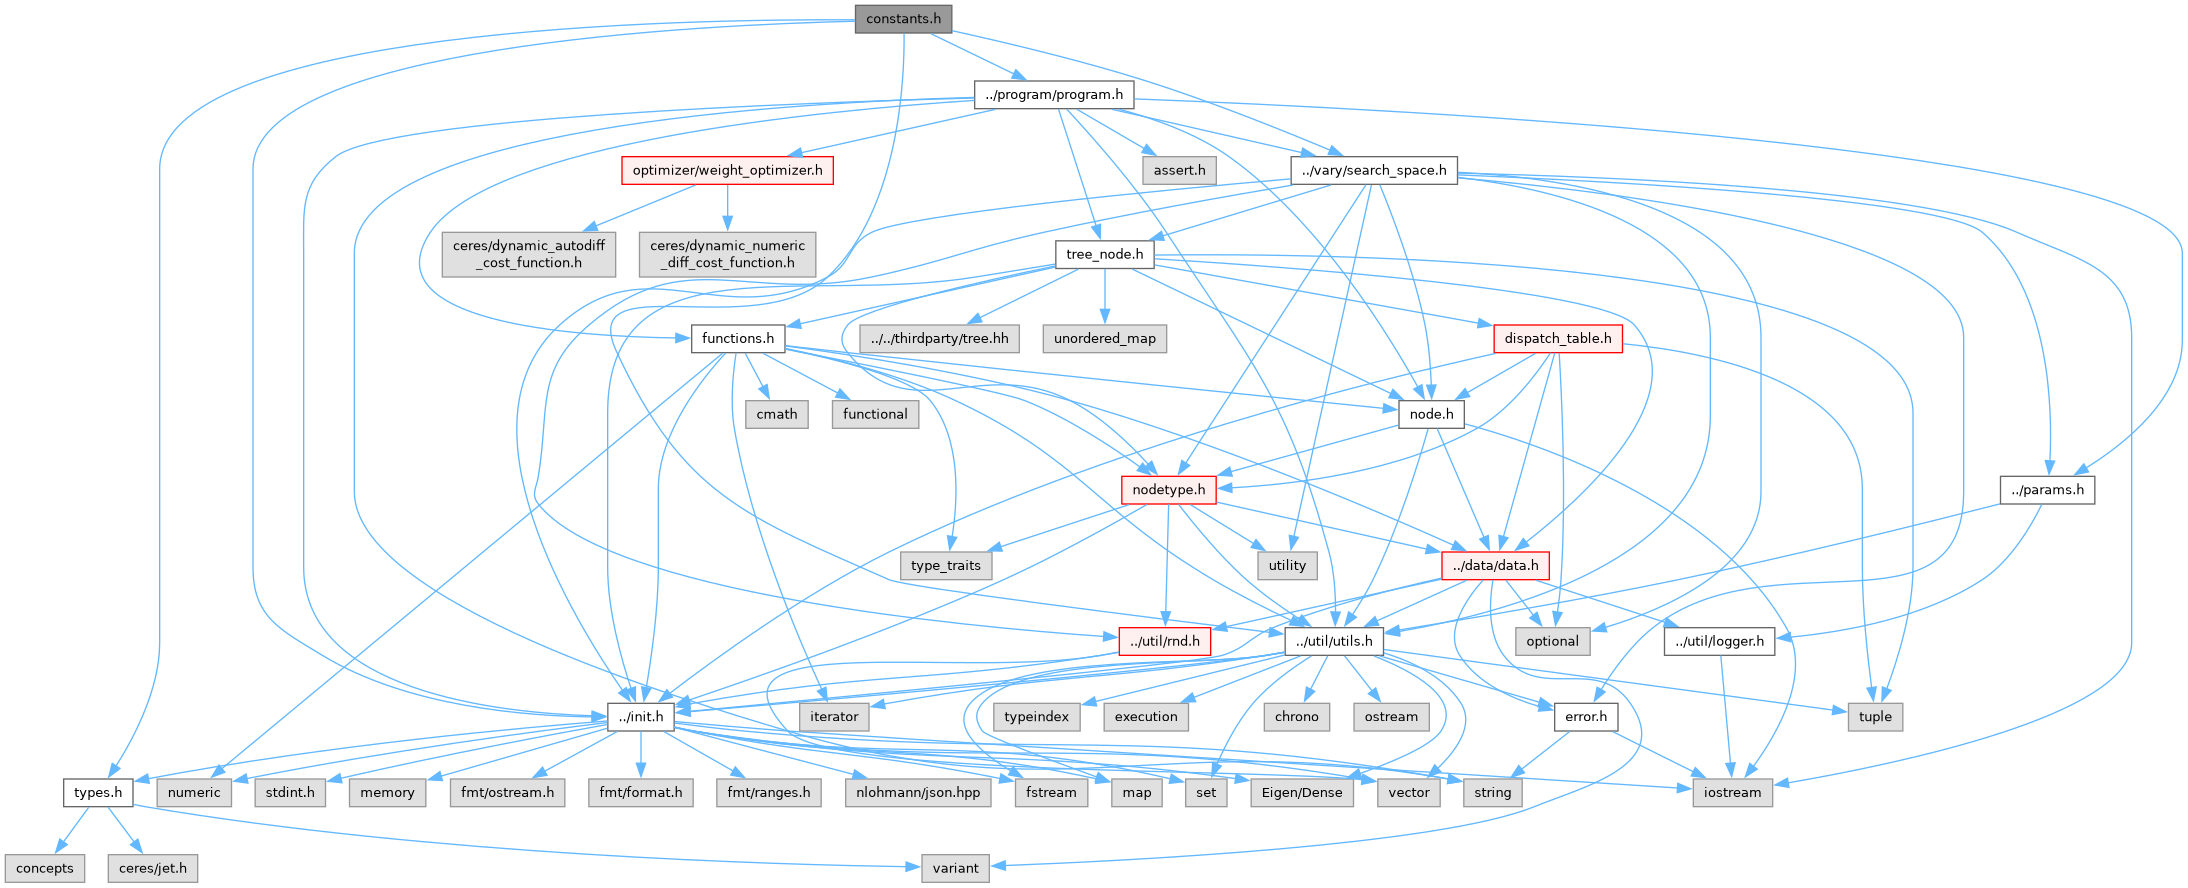 constants.h
../program/program.h
optimizer/weight_optimizer.h
assert.h
../vary/search_space.h
ceres/dynamic_autodiff
_cost_function.h
ceres/dynamic_numeric
_diff_cost_function.h
tree_node.h
functions.h
../../thirdparty/tree.hh
unordered_map
dispatch_table.h
cmath
functional
node.h
nodetype.h
../params.h
type_traits
utility
../data/data.h
../util/rnd.h
../util/utils.h
optional
../util/logger.h
../init.h
iterator
typeindex
execution
chrono
ostream
error.h
tuple
types.h
numeric
stdint.h
memory
fmt/ostream.h
fmt/format.h
fmt/ranges.h
nlohmann/json.hpp
fstream
map
set
Eigen/Dense
vector
string
iostream
concepts
ceres/jet.h
variant